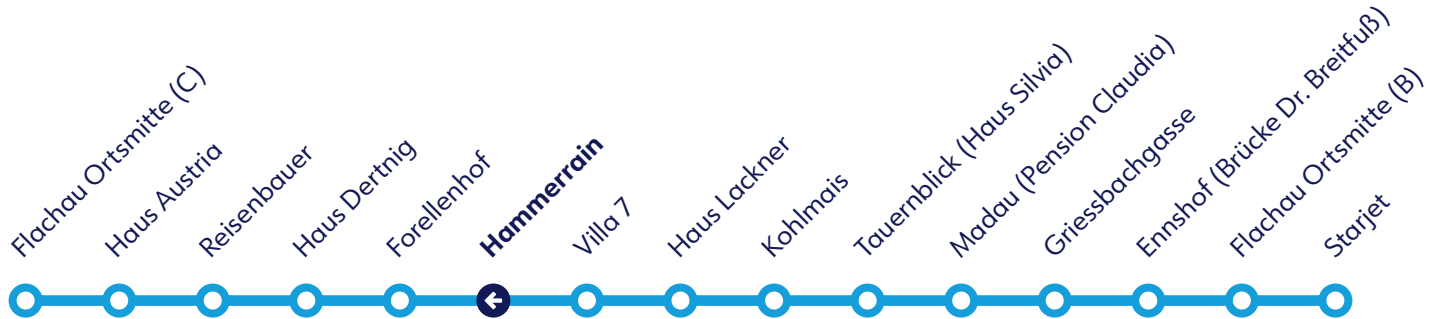 Flachau Ortsmitte (C)
Haus Austria
Reisenbauer
Haus Dertnig
Forellenhof
Hammerrain
Villa 7
Haus Lackner
Kohlmais
Tauernblick (Haus Silvia)
Madau (Pension Claudia)
Griessbachgasse
Ennshof (Brücke Dr. Breitfuß)
Flachau Ortsmitte (B)
Starjet